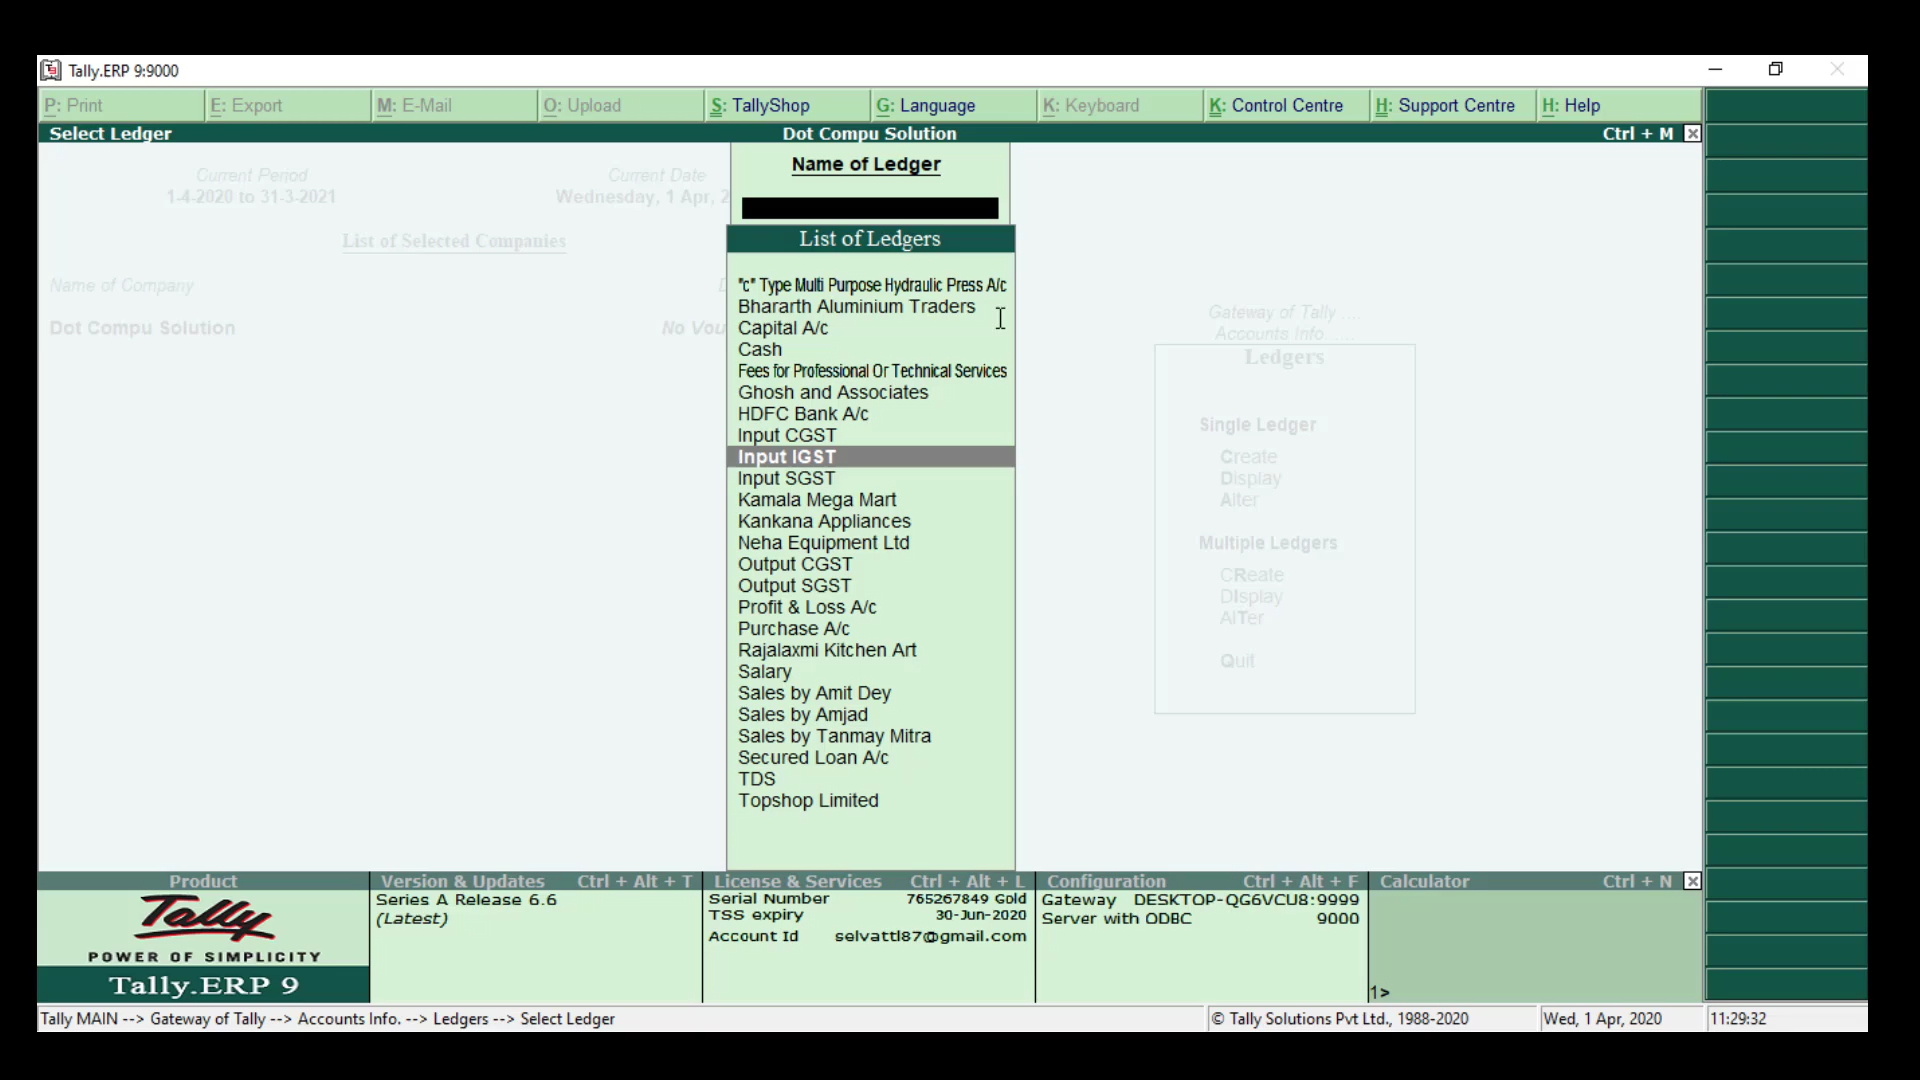 Tally.ERP 9:9000
P: Print E: Export M: E-Mail O: Upload S: TallyShop G: Language K: Keyboard K: Control Centre H: Support Centre H: Help
Select Ledger Dot Compu Solution Ctrl + M
Name of Ledger
Current Period Current Date
1-4-2020 to 31-3-2021 Wednesday, 1 Apr, 2
List of Selected Companies
Name of Company
Dot Compu Solution No Vou
List of Ledgers
"c" Type Multi Purpose Hydraulic Press A/c
Bhararth Aluminium Traders
Capital A/c
Cash
Fees for Professional Or Technical Services
Ghosh and Associates
HDFC Bank A/c
Input CGST
Input IGST
Input SGST
Kamala Mega Mart
Kankana Appliances
Neha Equipment Ltd
Output CGST
Output SGST
Profit & Loss A/c
Purchase A/c
Rajalaxmi Kitchen Art
Salary
Sales by Amit Dey
Sales by Amjad
Sales by Tanmay Mitra
Secured Loan A/c
TDS
Topshop Limited
Gateway of Tally ....
Accounts Info......
Ledgers
Single Ledger
Create
Display
Alter
Multiple Ledgers
CReate
DIsplay
AlTer
Quit
Product
Tally
POWER OF SIMPLICITY
Tally.ERP 9
Version & Updates Ctrl + Alt + T
Series A Release 6.6
(Latest)
License & Services Ctrl + Alt + L
Serial Number 765267849 Gold
TSS expiry 30-Jun-2020
Account Id selvattl87@gmail.com
Configuration Ctrl + Alt + F
Gateway DESKTOP-QG6VCU8:9999
Server with ODBC 9000
Calculator Ctrl + N
1>
Tally MAIN --> Gateway of Tally --> Accounts Info. --> Ledgers --> Select Ledger © Tally Solutions Pvt Ltd., 1988-2020 Wed, 1 Apr, 2020 11:29:32